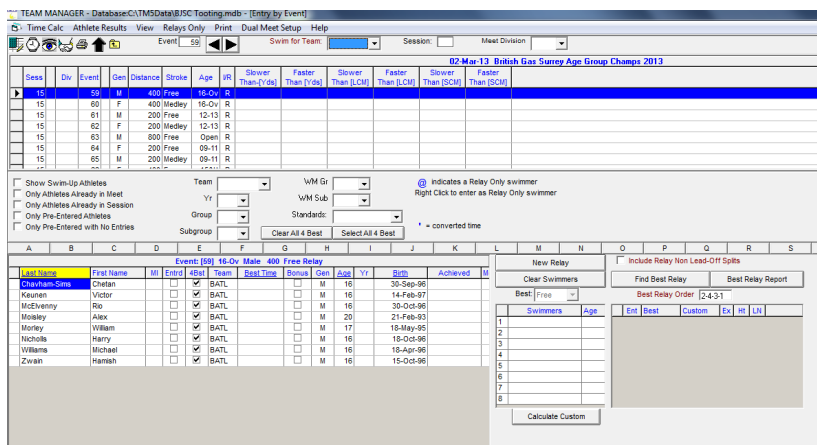 TEAM MANAGER - Database:C:\TM5Data\BJSC Tooting.mdb - [Entry by Event]
Time Calc Athlete Results View Relays Only Print Dual Meet Setup Help
Event 59 Swim for Team: Session: Meet Division
02-Mar-13 British Gas Surrey Age Group Champs 2013
Sess Div Event Gen Distance Stroke Age I/R Slower Than-[Yds] Faster Than [Yds] Slower Than [LCM] Faster Than [LCM] Slower Than [SCM] Faster Than [SCM]
15 59 M 400 Free 16-Ov R
15 60 F 400 Medley 16-Ov R
15 61 M 200 Free 12-13 R
15 62 F 200 Medley 12-13 R
15 63 M 800 Free Open R
15 64 F 200 Free 09-11 R
15 65 M 200 Medley 09-11 R
Show Swim-Up Athletes
Only Athletes Already in Meet
Only Athletes Already in Session
Only Pre-Entered Athletes
Only Pre-Entered with No Entries
Team WM Gr
Yr WM Sub
Group Standards:
Subgroup Clear All 4 Best Select All 4 Best
@ indicates a Relay Only swimmer
Right Click to enter as Relay Only swimmer
' = converted time
A B C D E F G H I J K L M N O P Q R S
Event: [59] 16-Ov Male 400 Free Relay
Last Name First Name MI Entrd 4Bst Team Best Time Bonus Gen Age Yr Birth Achieved M
Chavham-Sims Chetan BATL M 16 30-Sep-96
Keunen Victor BATL M 16 14-Feb-97
McElvenny Rio BATL M 16 30-Oct-96
Moisley Alex BATL M 20 21-Feb-93
Morley William BATL M 17 18-May-95
Nicholls Harry BATL M 16 18-Oct-96
Williams Michael BATL M 16 18-Apr-96
Zwain Hamish BATL M 16 15-Oct-96
New Relay Include Relay Non Lead-Off Splits
Clear Swimmers Find Best Relay Best Relay Report
Best: Free Best Relay Order 2-4-3-1
Swimmers Age Ent Best Custom Ex Ht LN
1
2
3
4
5
6
7
8
Calculate Custom